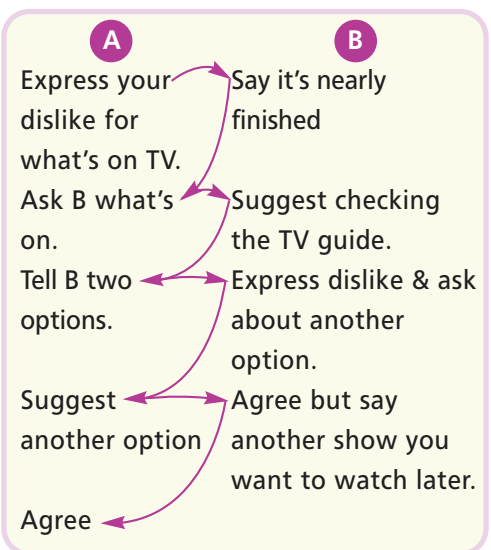 A
B
Express your
dislike for
what's on TV.
Say it's nearly
finished
Ask B what's
on.
Suggest checking
the TV guide.
Tell B two
options.
Express dislike & ask
about another
option.
Suggest
another option
Agree but say
another show you
want to watch later.
Agree